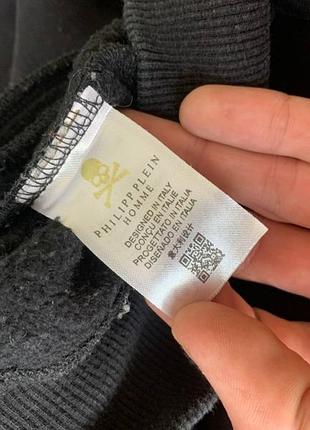 PHILIPP PLEIN
HOMME
DESIGNED IN ITALY
CONÇU EN ITALIE
PROGETTATO IN ITALIA
DISEÑADO EN ITALIA
意大利设计